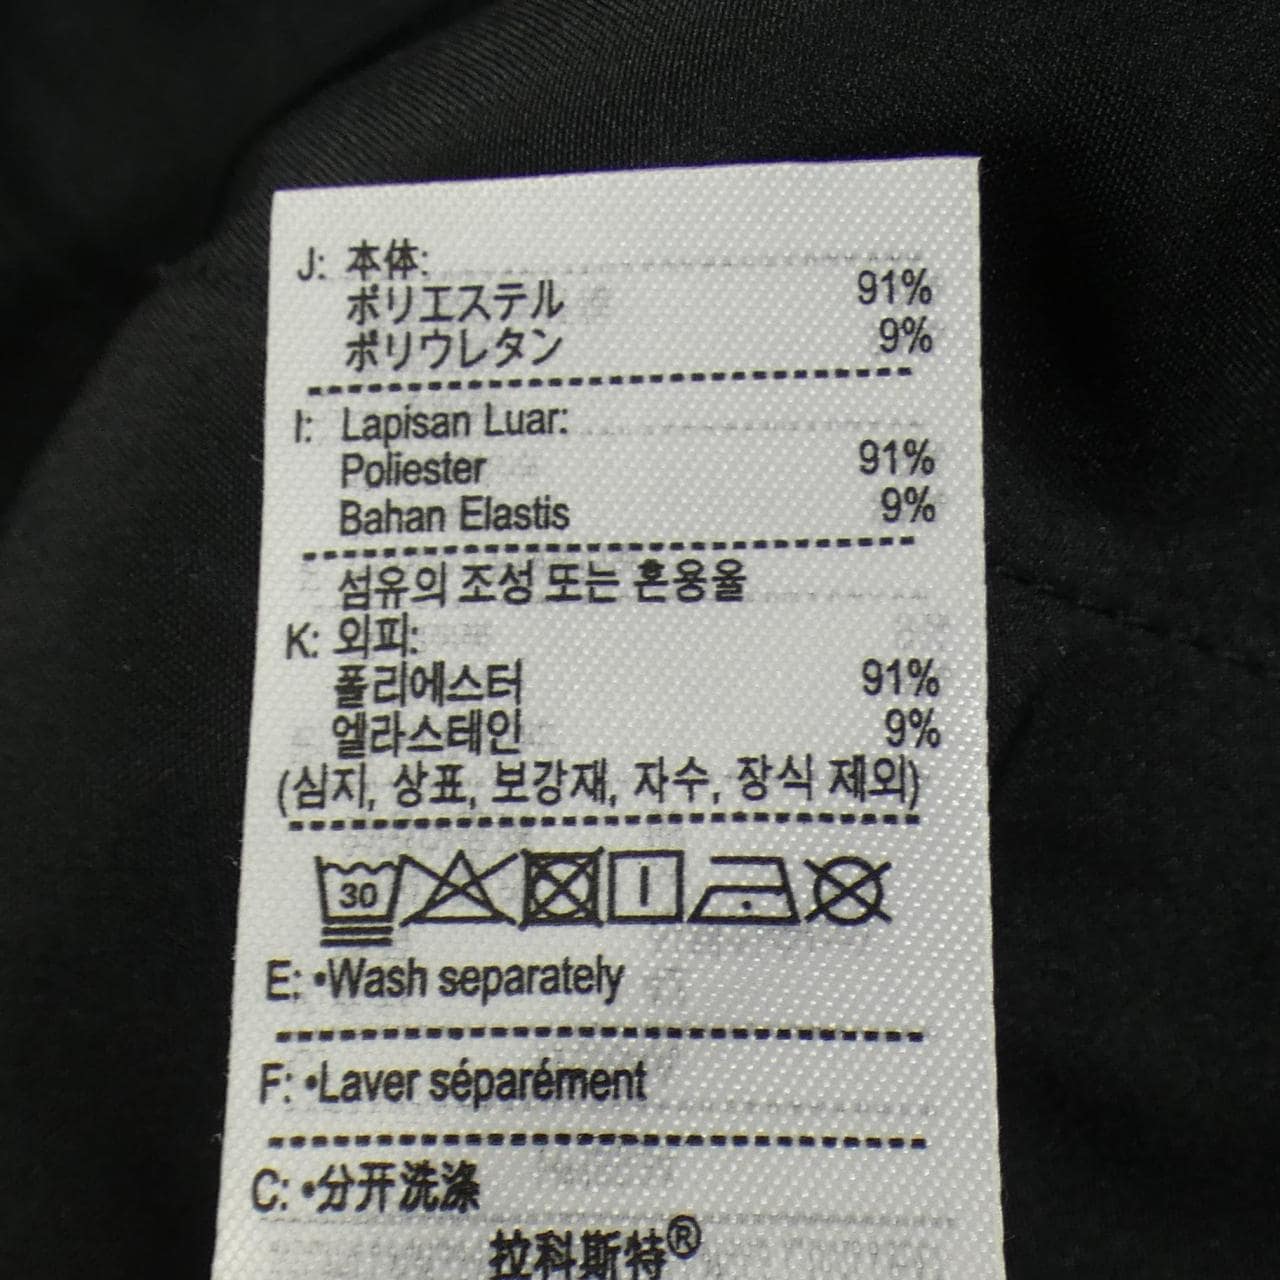 J: 本体:
ポリエステル 91%
ポリウレタン 9%
I: Lapisan Luar:
Poliester 91%
Bahan Elastis 9%
섬유의 조성 또는 혼용율
K: 외피:
폴리에스터 91%
엘라스테인 9%
(심지, 상표, 보강재, 자수, 장식 제외)
30
E: •Wash separately
F: •Laver séparément
C: •分开洗涤
拉科斯特®